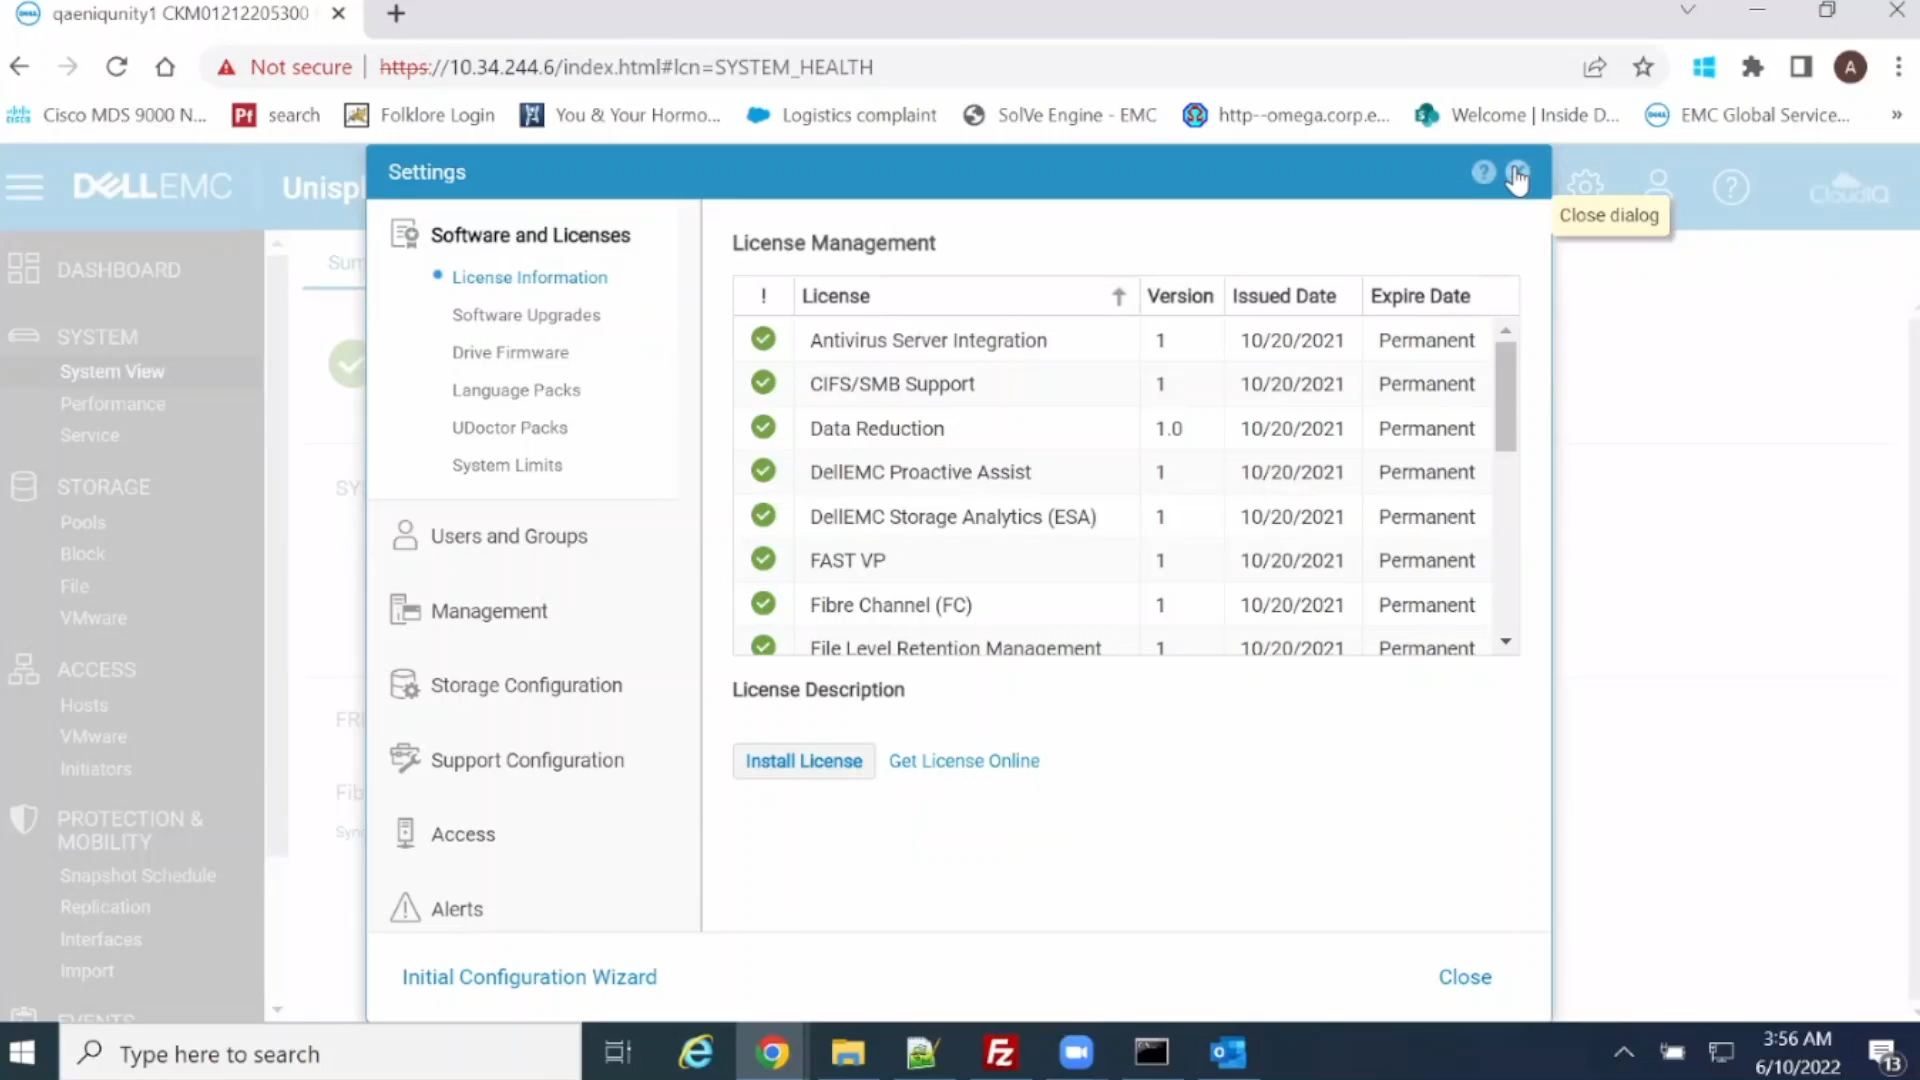 qaeniqunity1 CKM01212205300
Not secure | https://10.34.244.6/index.html#lcn=SYSTEM_HEALTH
A
Cisco MDS 9000 N... search Folklore Login You & Your Hormo... Logistics complaint SolVe Engine - EMC http--omega.corp.e... Welcome | Inside D... EMC Global Service... »
DELLEMC Unispl
Settings
CloudIQ
Close dialog
DASHBOARD
SYSTEM
System View
Performance
Service
STORAGE
Pools
Block
File
VMware
ACCESS
Hosts
VMware
Initiators
PROTECTION &
MOBILITY
Snapshot Schedule
Replication
Interfaces
Import
EVENTS
Sum
SYS
FRE
Fib
Sync
Software and Licenses
License Information
Software Upgrades
Drive Firmware
Language Packs
UDoctor Packs
System Limits
Users and Groups
Management
Storage Configuration
Support Configuration
Access
Alerts
License Management
! License Version Issued Date Expire Date
Antivirus Server Integration 1 10/20/2021 Permanent
CIFS/SMB Support 1 10/20/2021 Permanent
Data Reduction 1.0 10/20/2021 Permanent
DellEMC Proactive Assist 1 10/20/2021 Permanent
DellEMC Storage Analytics (ESA) 1 10/20/2021 Permanent
FAST VP 1 10/20/2021 Permanent
Fibre Channel (FC) 1 10/20/2021 Permanent
File Level Retention Management 1 10/20/2021 Permanent
License Description
Install License Get License Online
Initial Configuration Wizard Close
Type here to search
3:56 AM
6/10/2022
13